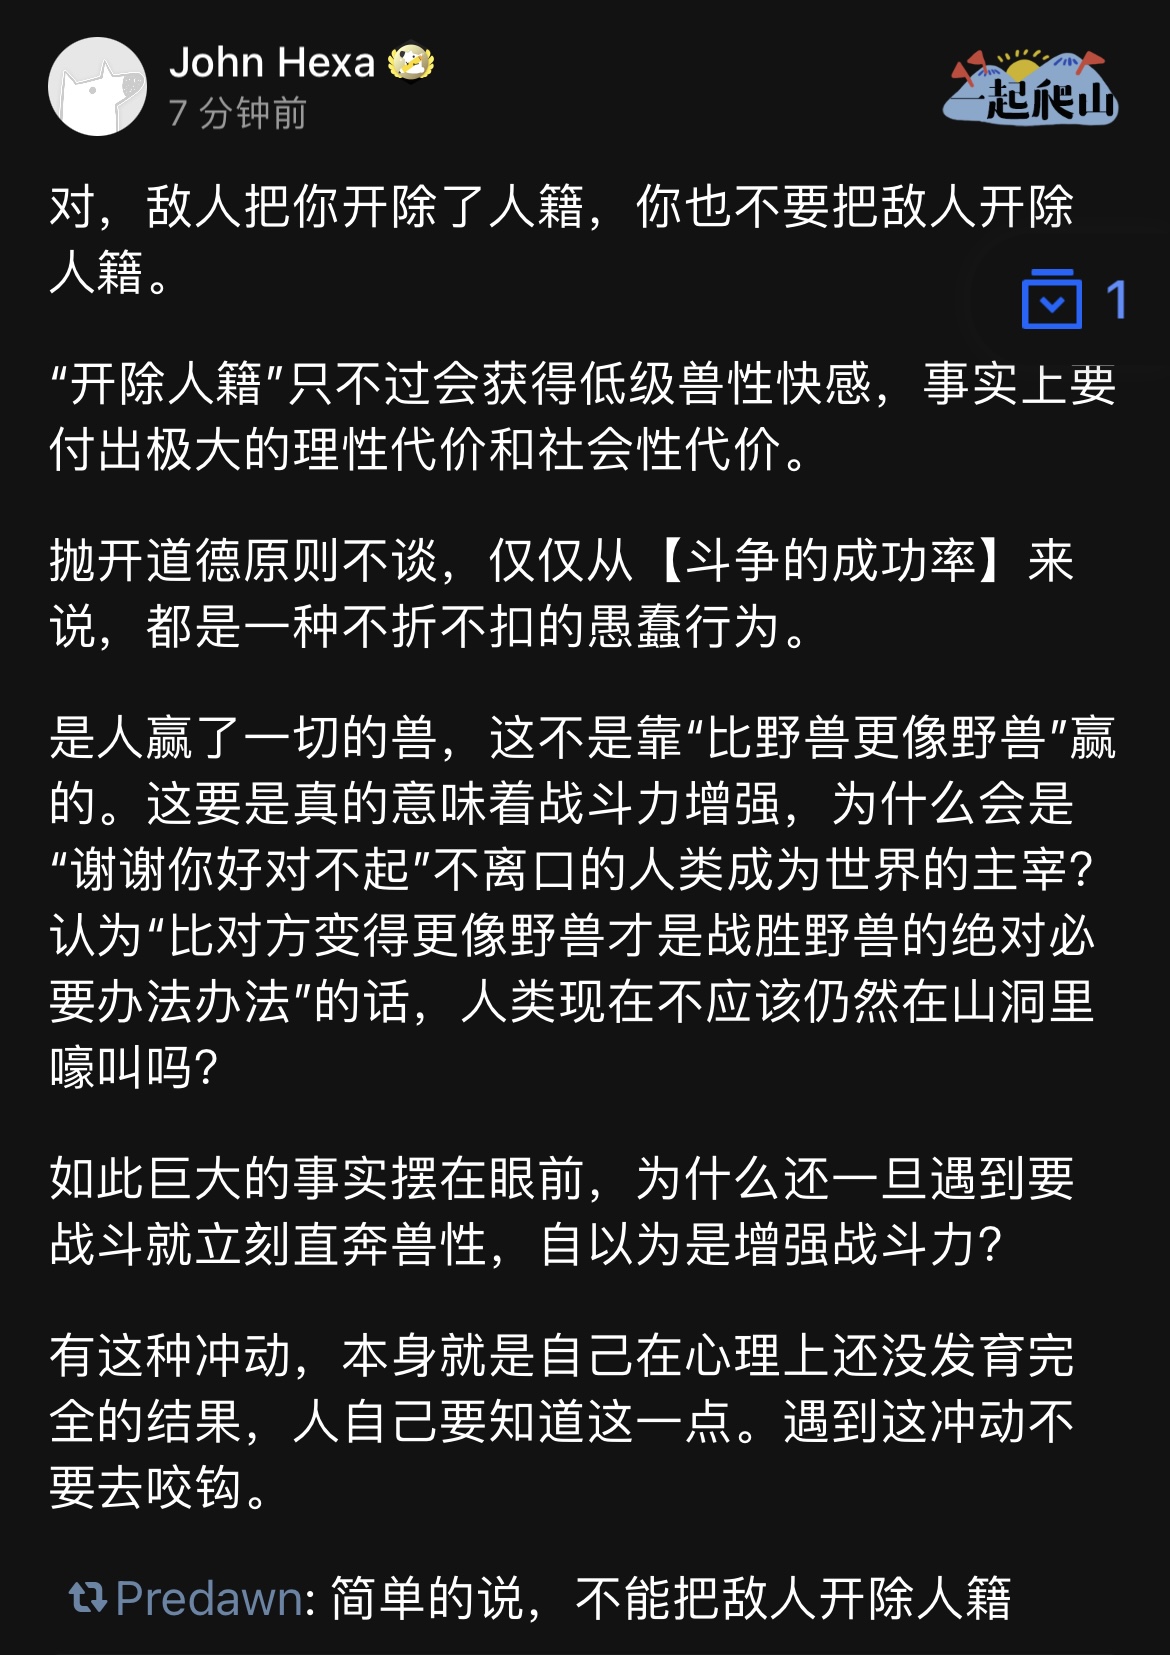 John Hexa
7 分钟前
一起爬山
对，敌人把你开除了人籍，你也不要把敌人开除
人籍。
1
“开除人籍”只不过会获得低级兽性快感，事实上要
付出极大的理性代价和社会性代价。
抛开道德原则不谈，仅仅从【斗争的成功率】来
说，都是一种不折不扣的愚蠢行为。
是人赢了一切的兽，这不是靠“比野兽更像野兽”赢
的。这要是真的意味着战斗力增强，为什么会是
“谢谢你好对不起”不离口的人类成为世界的主宰?
认为“比对方变得更像野兽才是战胜野兽的绝对必
要办法办法”的话，人类现在不应该仍然在山洞里
嚎叫吗?
如此巨大的事实摆在眼前，为什么还一旦遇到要
战斗就立刻直奔兽性，自以为是增强战斗力?
有这种冲动，本身就是自己在心理上还没发育完
全的结果，人自己要知道这一点。遇到这冲动不
要去咬钩。
Predawn: 简单的说，不能把敌人开除人籍